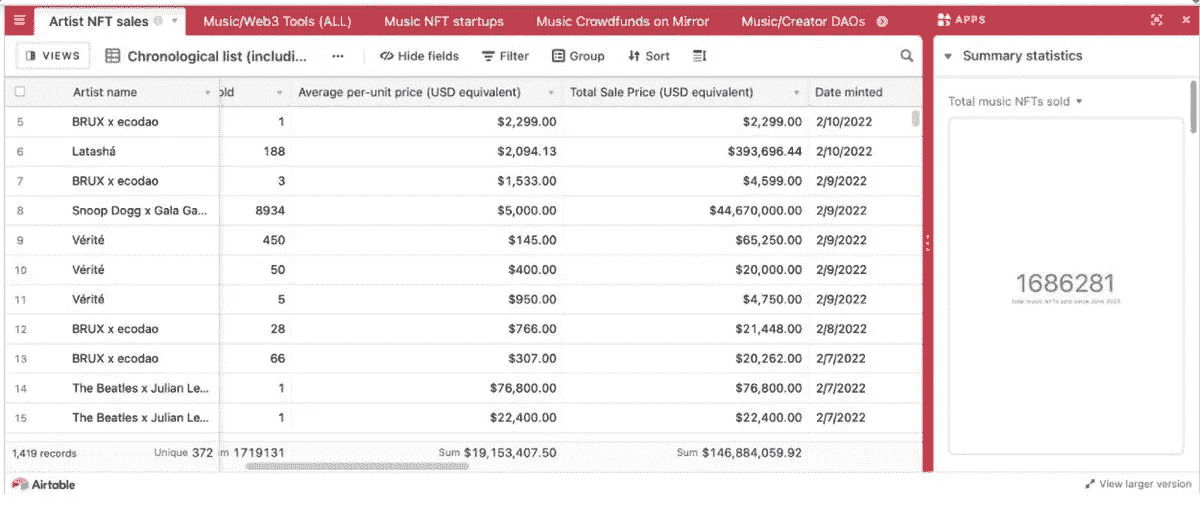 Artist NFT sales
Music/Web3 Tools (ALL)
Music NFT startups
Music Crowdfunds on Mirror
Music/Creator DAOs
APPS
VIEWS
Chronological list (includi...
Hide fields
Filter
Group
Sort
Summary statistics
Artist name
old
Average per-unit price (USD equivalent)
Total Sale Price (USD equivalent)
Date minted
Total music NFTs sold
5 BRUX x ecodao 1 $2,299.00 $2,299.00 2/10/2022
6 Latashá 188 $2,094.13 $393,696.44 2/10/2022
7 BRUX x ecodao 3 $1,533.00 $4,599.00 2/9/2022
8 Snoop Dogg x Gala Ga... 8934 $5,000.00 $44,670,000.00 2/9/2022
9 Vérité 450 $145.00 $65,250.00 2/9/2022
10 Vérité 50 $400.00 $20,000.00 2/9/2022
11 Vérité 5 $950.00 $4,750.00 2/9/2022
12 BRUX x ecodao 28 $766.00 $21,448.00 2/8/2022
13 BRUX x ecodao 66 $307.00 $20,262.00 2/7/2022
14 The Beatles x Julian Le... 1 $76,800.00 $76,800.00 2/7/2022
15 The Beatles x Julian Le... 1 $22,400.00 $22,400.00 2/7/2022
1686281
total music NFTs sold since June 2020
1,419 records Unique 372 m 1719131 Sum $19,153,407.50 Sum $146,884,059.92
Airtable
View larger version